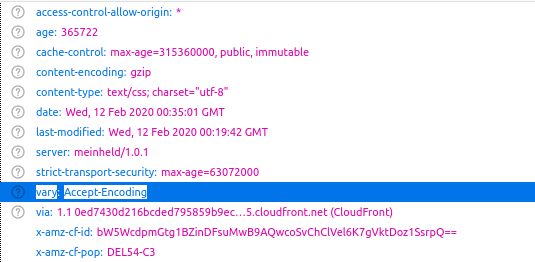 access-control-allow-origin: *
age: 365722
cache-control: max-age=315360000, public, immutable
content-encoding: gzip
content-type: text/css; charset="utf-8"
date: Wed, 12 Feb 2020 00:35:01 GMT
last-modified: Wed, 12 Feb 2020 00:19:42 GMT
server: meinheld/1.0.1
strict-transport-security: max-age=63072000
vary: Accept-Encoding
via: 1.1 0ed7430d216bcded795859b9ec…5.cloudfront.net (CloudFront)
x-amz-cf-id: bW5WcdpmGtg1BZinDFsuMwB9AQwcoSvChClVel6K7gVktDoz1SsrpQ==
x-amz-cf-pop: DEL54-C3